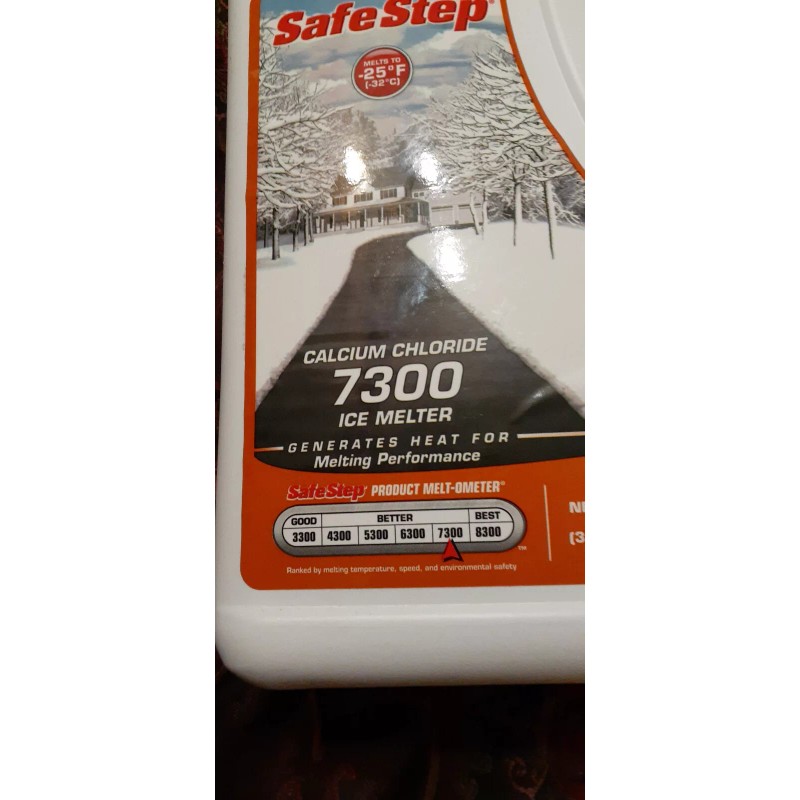 SafeStep®
MELTS TO
-25°F
(-32°C)
CALCIUM CHLORIDE
7300
ICE MELTER
GENERATES HEAT FOR
Melting Performance
SafeStep® PRODUCT MELT-OMETER®
GOOD BETTER BEST
3300 4300 5300 6300 7300 8300
™
Ranked by melting temperature, speed, and environmental safety